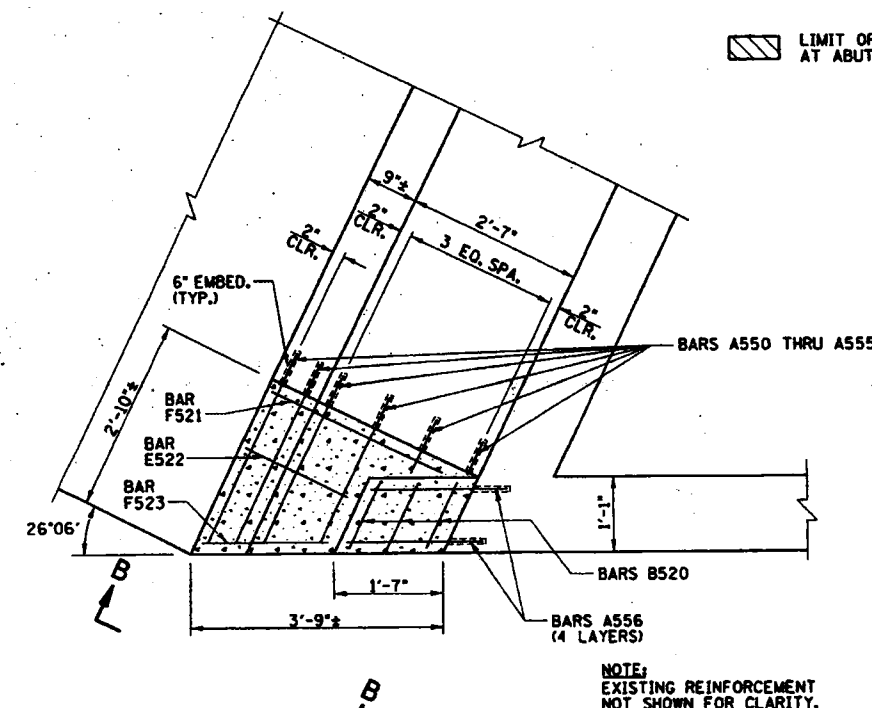 LIMIT OF
AT ABUT
9"±
2"
CLR.
2"
CLR.
2'-7"
3 EQ. SPA.
2"
CLR.
6" EMBED.
(TYP.)
BARS A550 THRU A555
2'-10"±
BAR
F521
BAR
E522
BAR
F523
26°06'
1'-1"
B
1'-7"
3'-9"±
BARS B520
BARS A556
(4 LAYERS)
B
NOTE:
EXISTING REINFORCEMENT
NOT SHOWN FOR CLARITY.